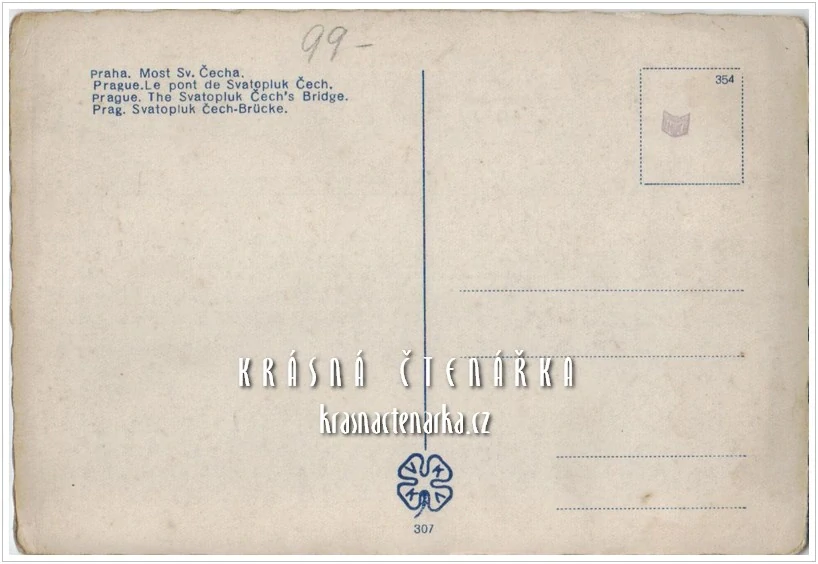 99-
Praha. Most Sv. Čecha.
Prague.Le pont de Svatopluk Čech.
Prague. The Svatopluk Čech's Bridge.
Prag. Svatopluk Čech-Brücke.
354
KRÁSNÁ ČTENÁŘKA
krasnactenarka.cz
307